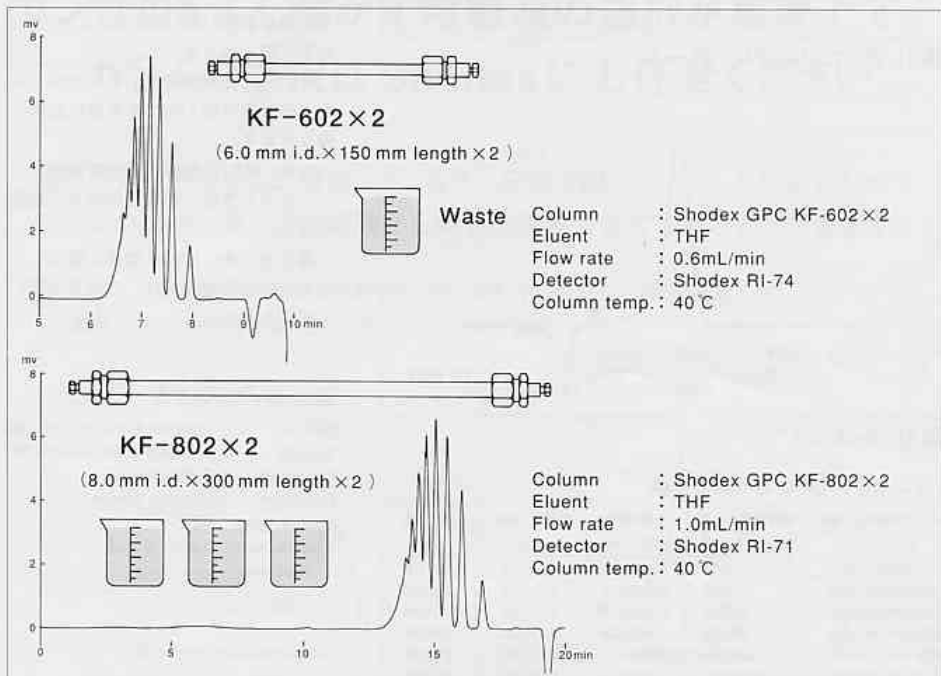 mv
8
6
4
2
0
5
6
7
8
9
10 min
KF-602×2
(6.0 mm i.d.×150 mm length ×2 )
Waste
Column : Shodex GPC KF-602×2
Eluent : THF
Flow rate : 0.6mL/min
Detector : Shodex RI-74
Column temp. : 40 ℃
mv
8
6
4
2
0
0
5
10
15
20 min
KF-802×2
(8.0 mm i.d.×300 mm length ×2 )
Column : Shodex GPC KF-802×2
Eluent : THF
Flow rate : 1.0mL/min
Detector : Shodex RI-71
Column temp. : 40 ℃